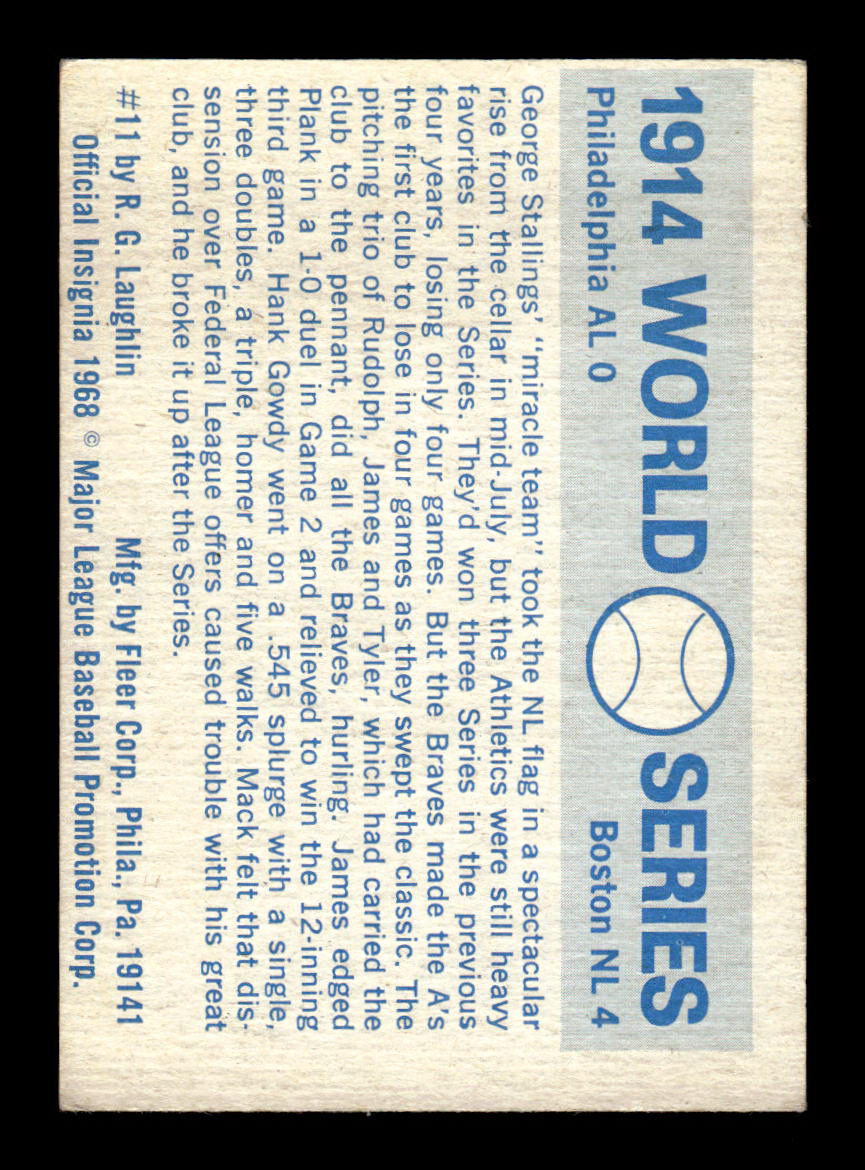 1914 WORLD SERIES
Philadelphia AL 0 Boston NL 4
George Stallings' "miracle team" took the NL flag in a spectacular
rise from the cellar in mid-July, but the Athletics were still heavy
favorites in the Series. They'd won three Series in the previous
four years, losing only four games. But the Braves made the A's
the first club to lose in four games as they swept the classic. The
pitching trio of Rudolph, James and Tyler, which had carried the
club to the pennant, did all the Braves, hurling. James edged
Plank in a 1-0 duel in Game 2 and relieved to win the 12-inning
third game. Hank Gowdy went on a .545 splurge with a single,
three doubles, a triple, homer and five walks. Mack felt that dis-
sension over Federal League offers caused trouble with his great
club, and he broke it up after the Series.
#11 by R. G. Laughlin Mfg. by Fleer Corp., Phila., Pa. 19141
Official Insignia 1968 © Major League Baseball Promotion Corp.